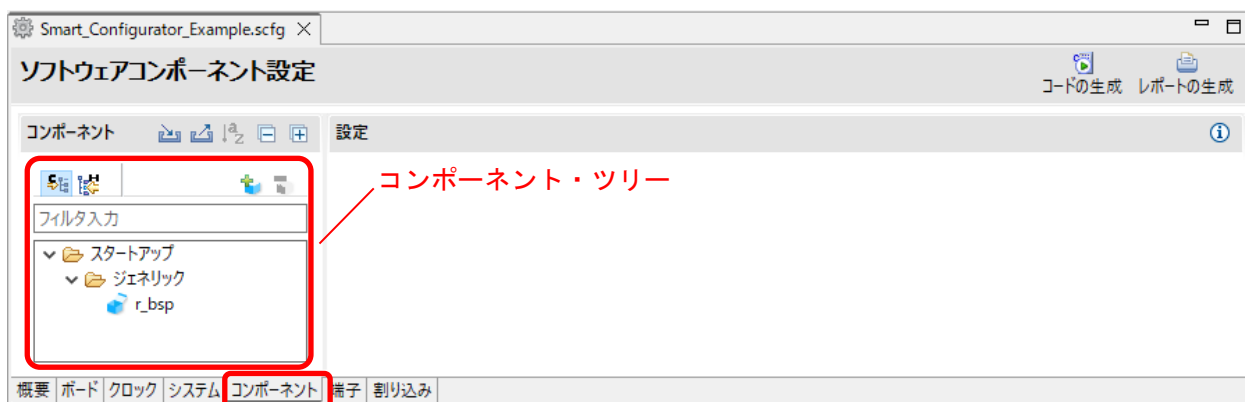 Smart_Configurator_Example.scfg
ソフトウェアコンポーネント設定
コードの生成 レポートの生成
コンポーネント
設定
コンポーネント・ツリー
フィルタ入力
スタートアップ
ジェネリック
r_bsp
概要 ボード クロック システム コンポーネント 端子 割り込み